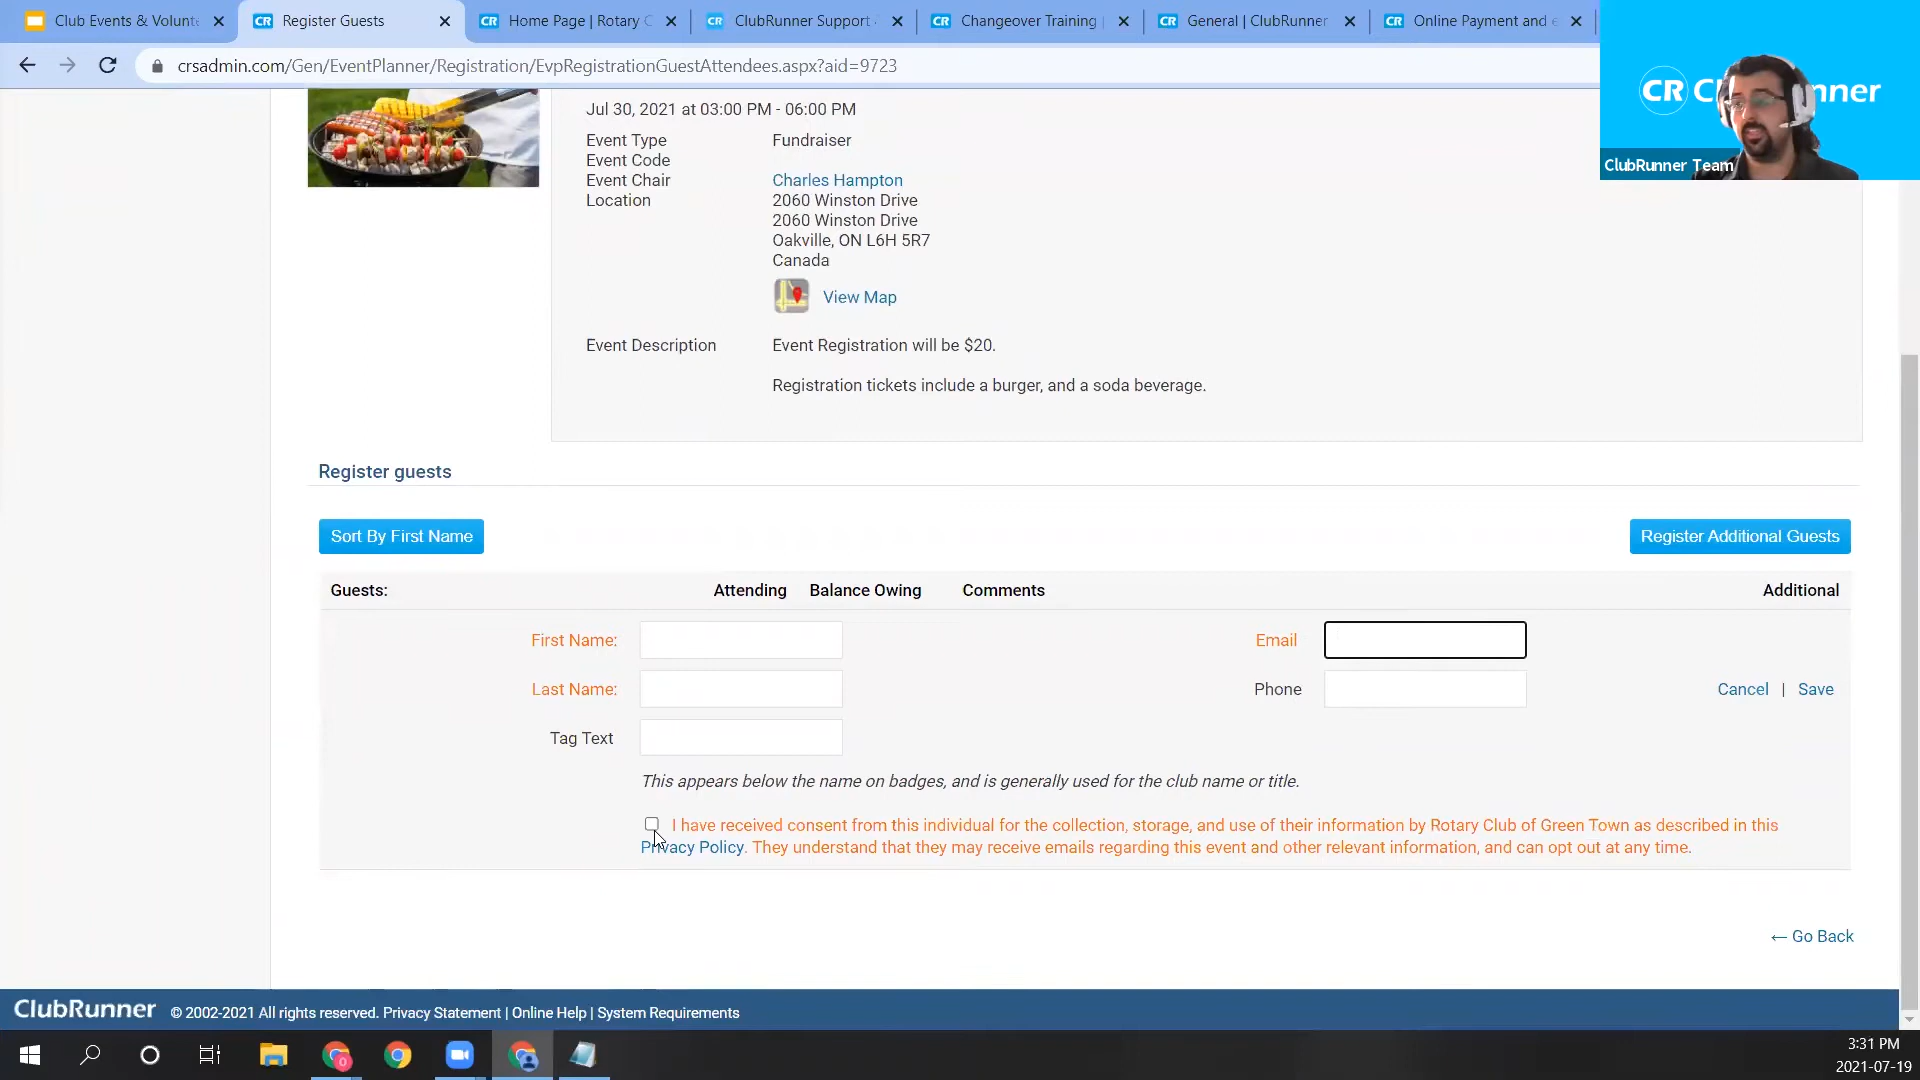 Club Events & Volunt
Register Guests
Home Page | Rotary C
ClubRunner Support
Changeover Training
General | ClubRunner
Online Payment and e
crsadmin.com/Gen/EventPlanner/Registration/EvpRegistrationGuestAttendees.aspx?aid=9723
ClubRunner Team
Jul 30, 2021 at 03:00 PM - 06:00 PM
Event Type Fundraiser
Event Code
Event Chair Charles Hampton
Location 2060 Winston Drive
2060 Winston Drive
Oakville, ON L6H 5R7
Canada
View Map
Event Description Event Registration will be $20.
Registration tickets include a burger, and a soda beverage.
Register guests
Sort By First Name
Register Additional Guests
Guests: Attending Balance Owing Comments Additional
First Name: Email
Last Name: Phone Cancel | Save
Tag Text
This appears below the name on badges, and is generally used for the club name or title.
I have received consent from this individual for the collection, storage, and use of their information by Rotary Club of Green Town as described in this
Privacy Policy. They understand that they may receive emails regarding this event and other relevant information, and can opt out at any time.
← Go Back
ClubRunner © 2002-2021 All rights reserved. Privacy Statement | Online Help | System Requirements
3:31 PM
2021-07-19